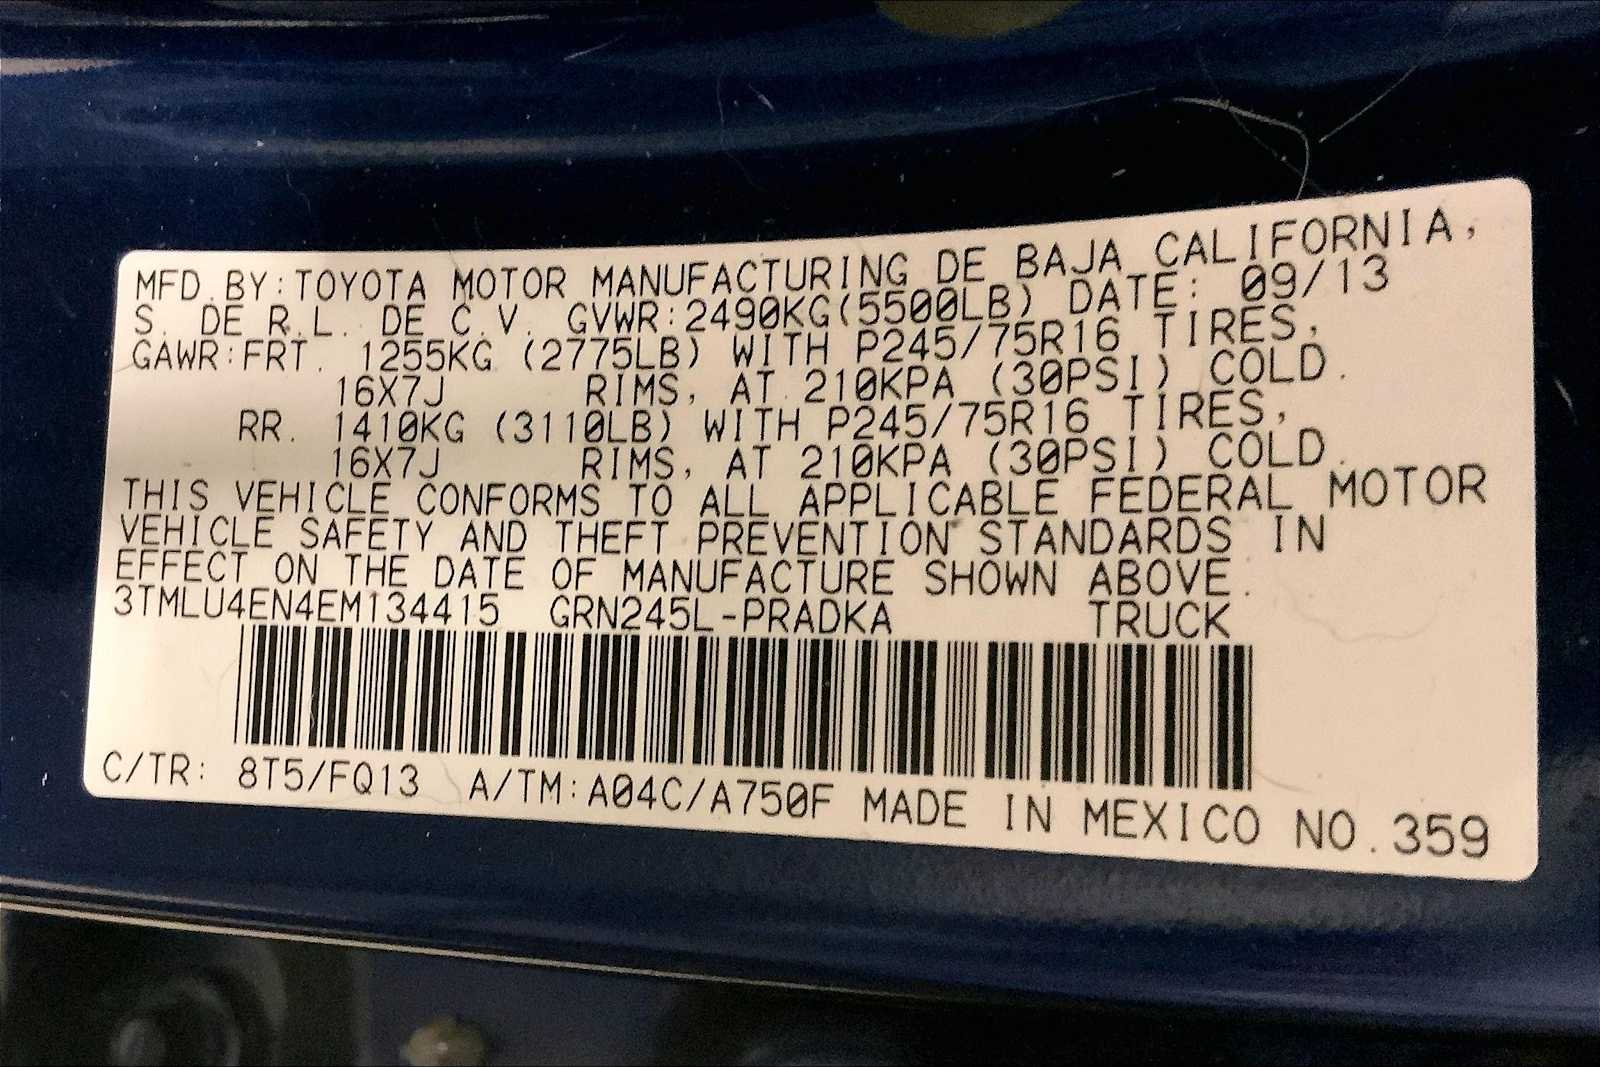 MFD.BY:TOYOTA MOTOR MANUFACTURING DE BAJA CALIFORNIA,
S. DE R.L. DE C.V. GVWR:2490KG(5500LB) DATE: 09/13
GAWR:FRT. 1255KG (2775LB) WITH P245/75R16 TIRES,
16X7J RIMS, AT 210KPA (30PSI) COLD.
RR. 1410KG (3110LB) WITH P245/75R16 TIRES,
16X7J RIMS, AT 210KPA (30PSI) COLD.
THIS VEHICLE CONFORMS TO ALL APPLICABLE FEDERAL MOTOR
VEHICLE SAFETY AND THEFT PREVENTION STANDARDS IN
EFFECT ON THE DATE OF MANUFACTURE SHOWN ABOVE.
3TMLU4EN4EM134415 GRN245L-PRADKA TRUCK
C/TR: 8T5/FQ13 A/TM:A04C/A750F MADE IN MEXICO NO.359